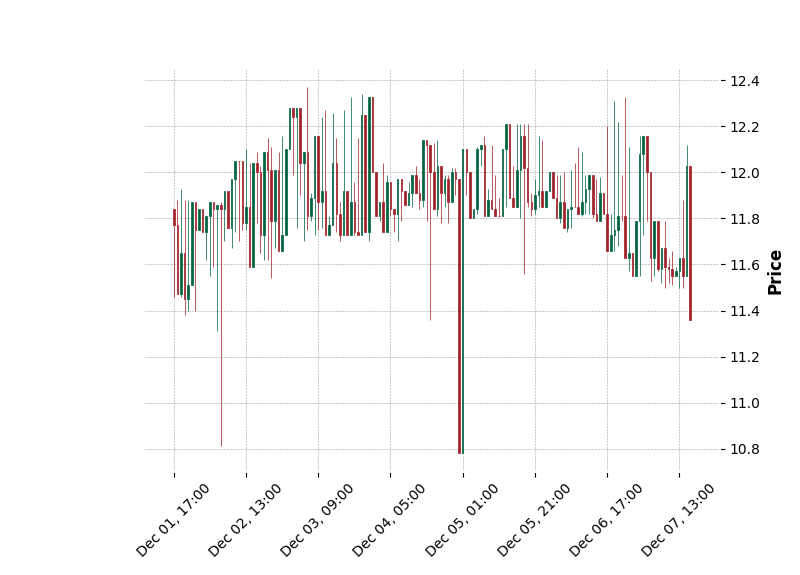 12.4
12.2
12.0
11.8
11.6
11.4
11.2
11.0
10.8
Price
Dec 01, 17:00
Dec 02, 13:00
Dec 03, 09:00
Dec 04, 05:00
Dec 05, 01:00
Dec 05, 21:00
Dec 06, 17:00
Dec 07, 13:00